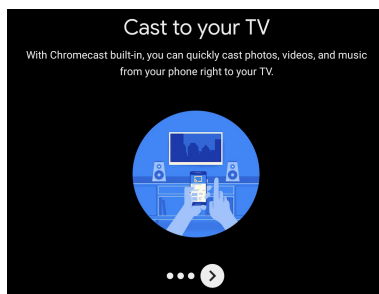 Cast to your TV
With Chromecast built-in, you can quickly cast photos, videos, and music
from your phone right to your TV.